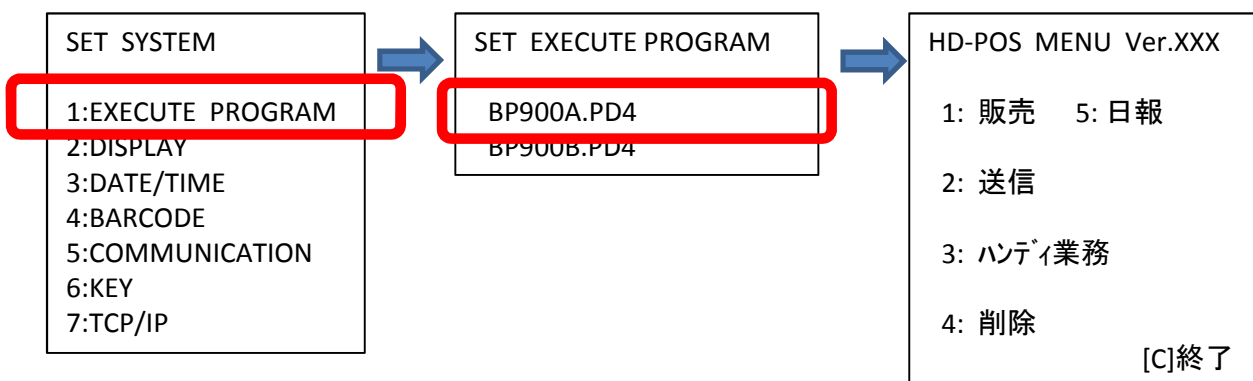 SET SYSTEM
1:EXECUTE PROGRAM
2:DISPLAY
3:DATE/TIME
4:BARCODE
5:COMMUNICATION
6:KEY
7:TCP/IP
SET EXECUTE PROGRAM
BP900A.PD4
BP900B.PD4
HD-POS MENU Ver.XXX
1: 販売 5: 日報
2: 送信
3: ﾊﾝﾃﾞｨ業務
4: 削除
[C]終了